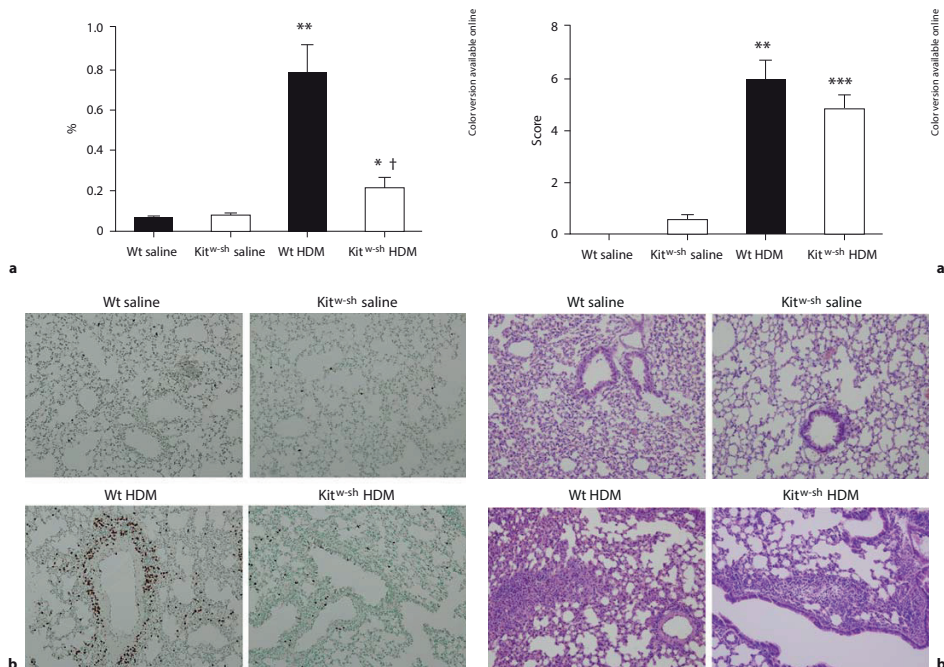 1.0
0.8
0.6
0.4
0.2
0
%
**
* †
Wt saline
Kitʷ⁻ˢʰ saline
Wt HDM
Kitʷ⁻ˢʰ HDM
a
Color version available online
8
6
4
2
0
Score
**
***
Wt saline
Kitʷ⁻ˢʰ saline
Wt HDM
Kitʷ⁻ˢʰ HDM
a
Color version available online
Wt saline
Kitʷ⁻ˢʰ saline
Wt HDM
Kitʷ⁻ˢʰ HDM
b
Wt saline
Kitʷ⁻ˢʰ saline
Wt HDM
Kitʷ⁻ˢʰ HDM